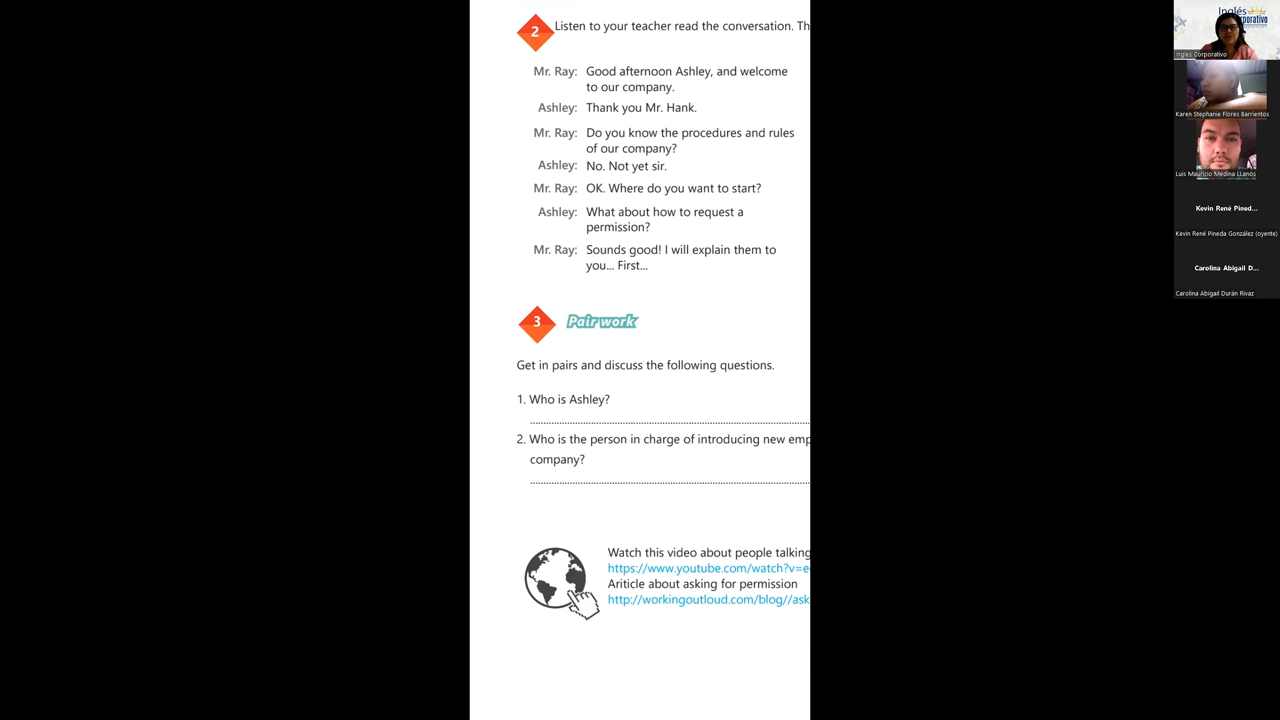 2 Listen to your teacher read the conversation. Th
Mr. Ray: Good afternoon Ashley, and welcome
to our company.
Ashley: Thank you Mr. Hank.
Mr. Ray: Do you know the procedures and rules
of our company?
Ashley: No. Not yet sir.
Mr. Ray: OK. Where do you want to start?
Ashley: What about how to request a
permission?
Mr. Ray: Sounds good! I will explain them to
you... First...
3 Pair work
Get in pairs and discuss the following questions.
1. Who is Ashley?
2. Who is the person in charge of introducing new emp
company?
Watch this video about people talking
https://www.youtube.com/watch?v=e
Ariticle about asking for permission
http://workingoutloud.com/blog//ask
Inglés
Corporativo
Inglés Corporativo
Karen Stephanie Flores Barrientos
Luis Mauricio Medina LLanos
Kevin René Pined...
Kevin René Pineda González (oyente)
Carolina Abigail D...
Carolina Abigail Durán Rivaz